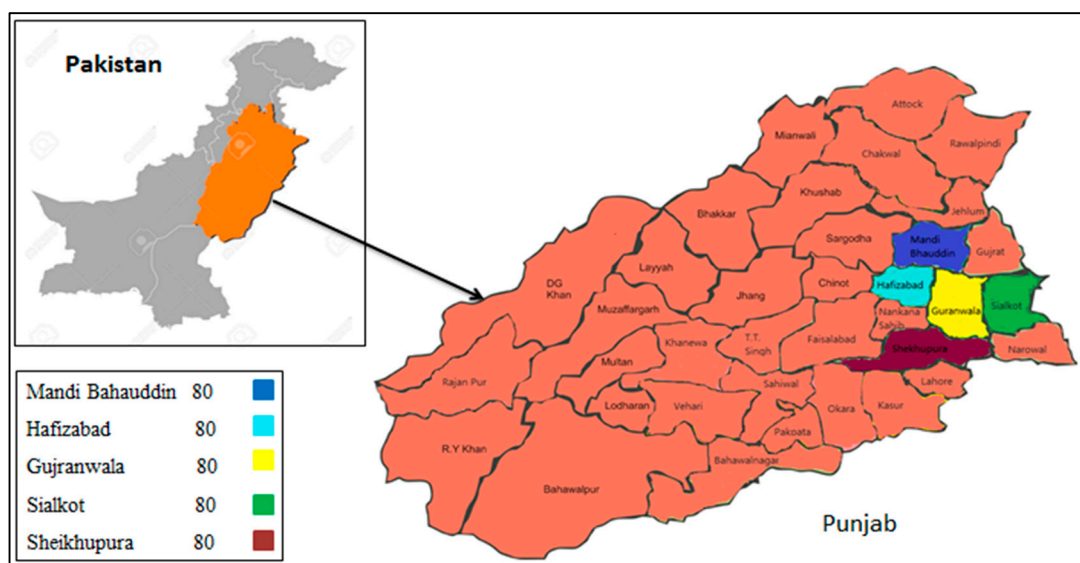 Pakistan
Attock
Mianwali
Rawalpindi
Chakwal
Khushab
Jehlum
Bhakkar
Sargodha
Mandi
Bhauddin
Gujrat
Layyah
DG
Khan
Jhang
Chinot
Hafizabad
Guranwala
Sialkot
Muzaffargarh
Nankana
Sahib
Khanewa
T.T.
Singh
Faisalabad
Shekhupura
Narowal
Multan
Rajan Pur
Sahiwal
Lahore
Lodharan
Vehari
Okara
Kasur
Pakpata
R.Y Khan
Bahawalnagar
Bahawalpur
Punjab
Mandi Bahauddin 80
Hafizabad 80
Gujranwala 80
Sialkot 80
Sheikhupura 80